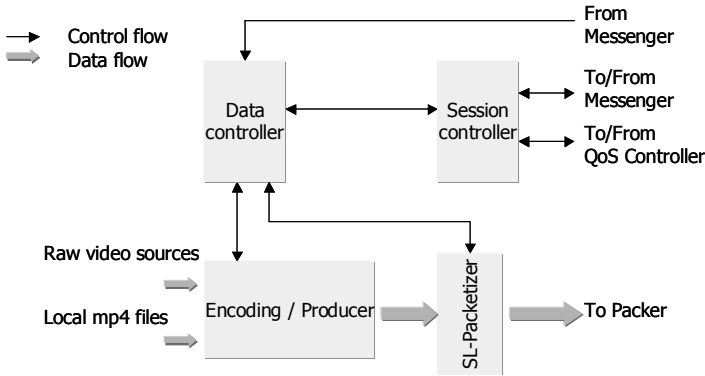 Control flow
Data flow
From
Messenger
Data
controller
Session
controller
To/From
Messenger
To/From
QoS Controller
Raw video sources
Local mp4 files
Encoding / Producer
SL-Packetizer
To Packer